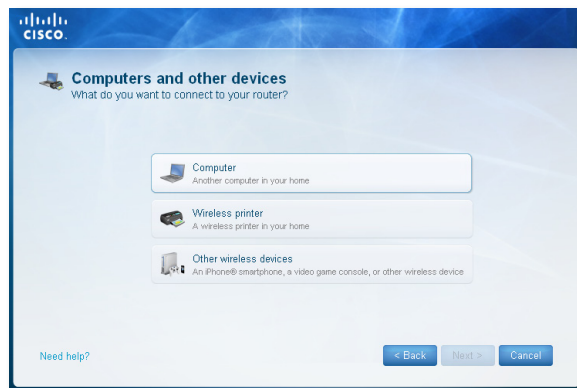 CISCO.
Computers and other devices
What do you want to connect to your router?
Computer
Another computer in your home
Wireless printer
A wireless printer in your home
Other wireless devices
An iPhone® smartphone, a video game console, or other wireless device
Need help?
< Back Next > Cancel